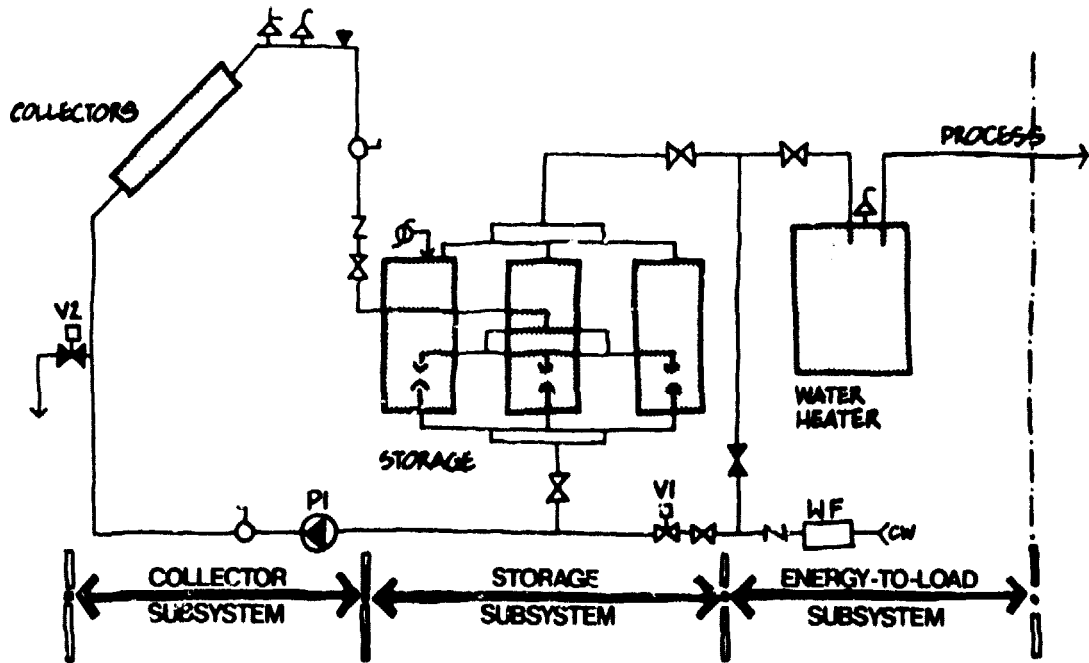 COLLECTORS
PROCESS
V2
WATER
HEATER
STORAGE
P1
V1
WF
CW
COLLECTOR
SUBSYSTEM
STORAGE
SUBSYSTEM
ENERGY-TO-LOAD
SUBSYSTEM